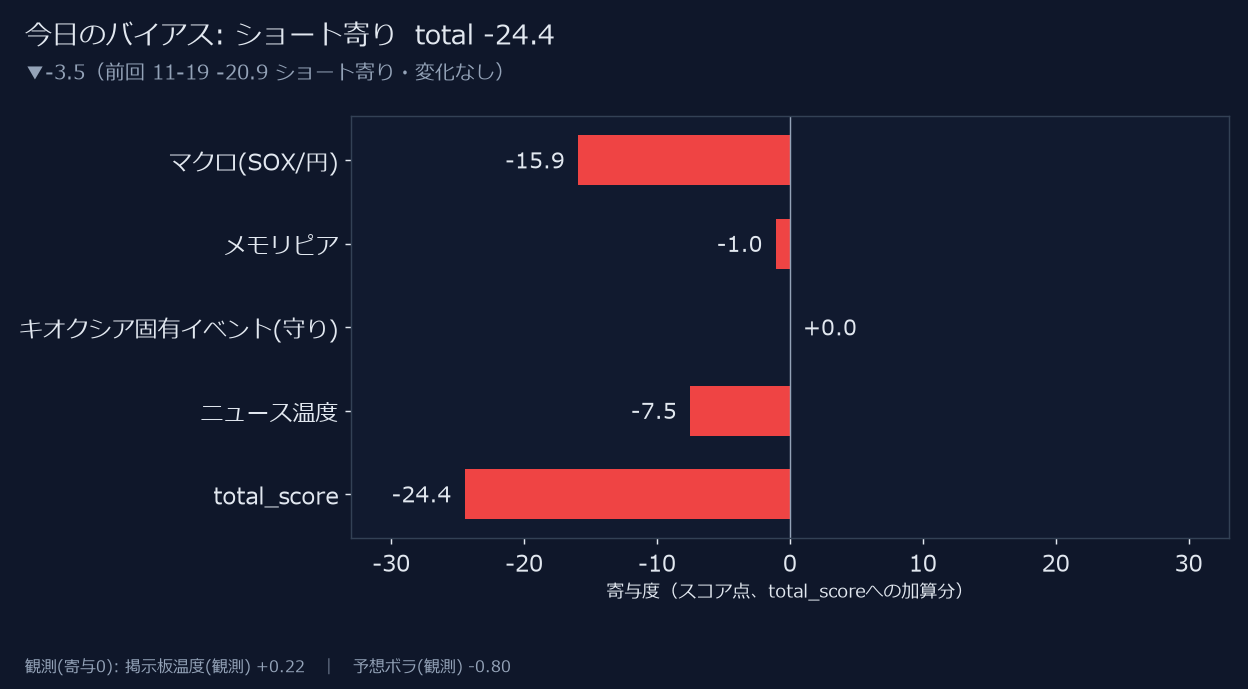 今日のバイアス: ショート寄り  total -24.4
▼-3.5（前回 11-19 -20.9 ショート寄り・変化なし）
マクロ(SOX/円)
-15.9
メモリピア
-1.0
キオクシア固有イベント(守り)
+0.0
ニュース温度
-7.5
total_score
-24.4
-30 -20 -10 0 10 20 30
寄与度（スコア点、total_scoreへの加算分）
観測(寄与0): 掲示板温度(観測) +0.22 ｜ 予想ボラ(観測) -0.80